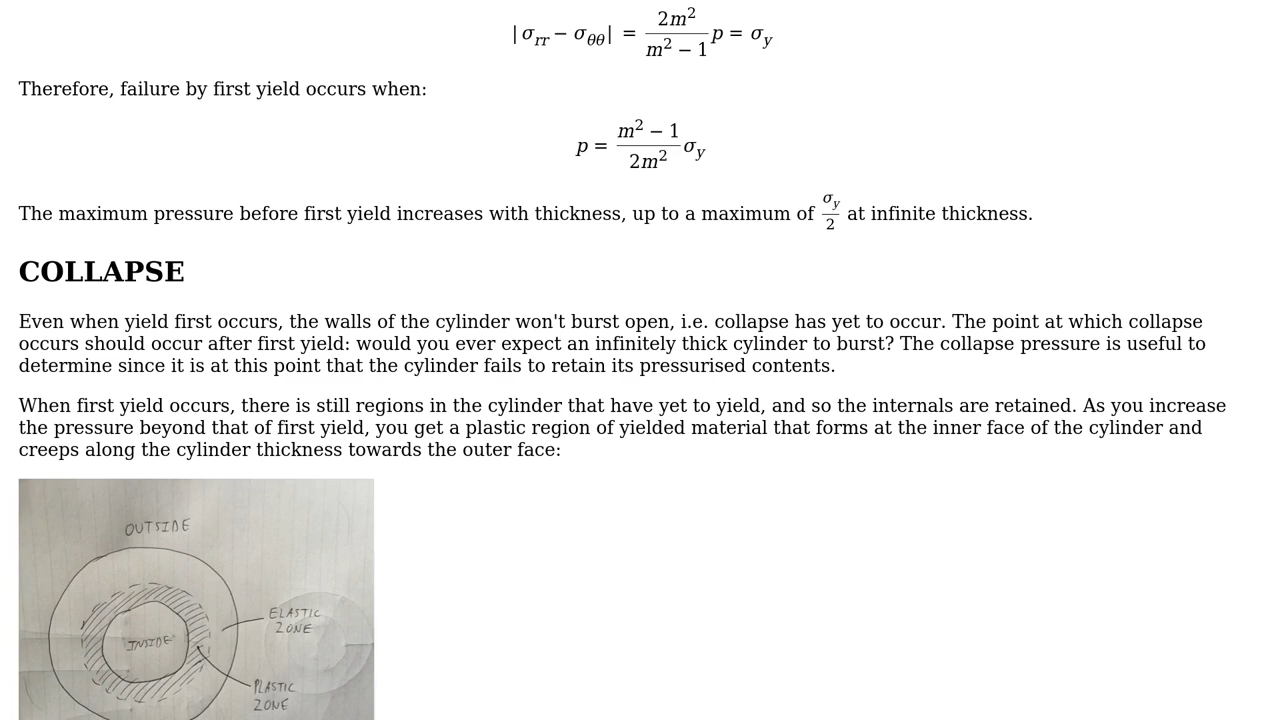 |σrr − σθθ| = 2m²/(m² − 1) p = σy
Therefore, failure by first yield occurs when:
p = (m² − 1)/(2m²) σy
The maximum pressure before first yield increases with thickness, up to a maximum of σy/2 at infinite thickness.
COLLAPSE
Even when yield first occurs, the walls of the cylinder won't burst open, i.e. collapse has yet to occur. The point at which collapse
occurs should occur after first yield: would you ever expect an infinitely thick cylinder to burst? The collapse pressure is useful to
determine since it is at this point that the cylinder fails to retain its pressurised contents.
When first yield occurs, there is still regions in the cylinder that have yet to yield, and so the internals are retained. As you increase
the pressure beyond that of first yield, you get a plastic region of yielded material that forms at the inner face of the cylinder and
creeps along the cylinder thickness towards the outer face:
OUTSIDE
ELASTIC
ZONE
INSIDE
PLASTIC
ZONE